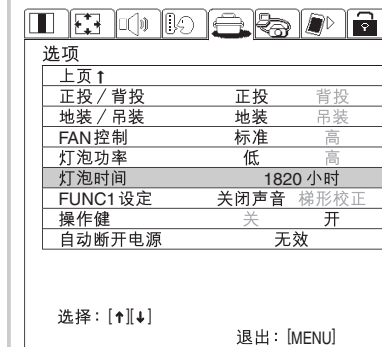 选项
上页↑
正投／背投 正投 背投
地装／吊装 地装 吊装
FAN控制 标准 高
灯泡功率 低 高
灯泡时间 1820 小时
FUNC1设定 关闭声音 梯形校正
操作健 关 开
自动断开电源 无效
选择：[↑][↓]
退出：[MENU]